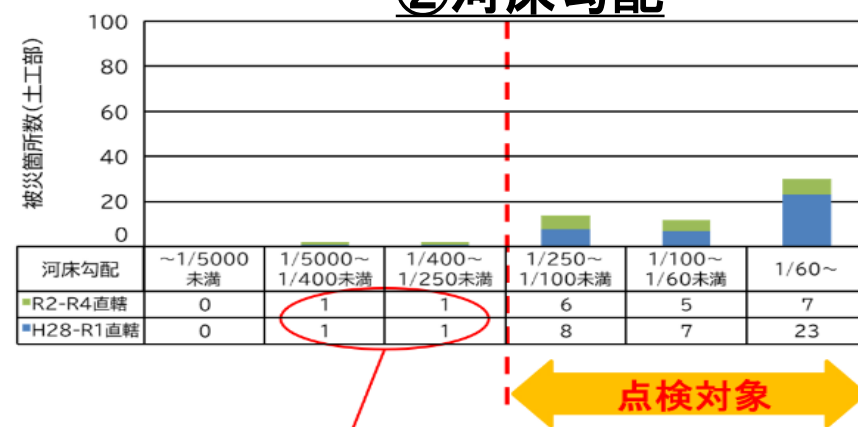 ②河床勾配
被災箇所数(土工部)
100
80
60
40
20
0
河床勾配 ~1/5000未満 1/5000~1/400未満 1/400~1/250未満 1/250~1/100未満 1/100~1/60未満 1/60~
R2-R4直轄 0 1 1 6 5 7
H28-R1直轄 0 1 1 8 7 23
点検対象